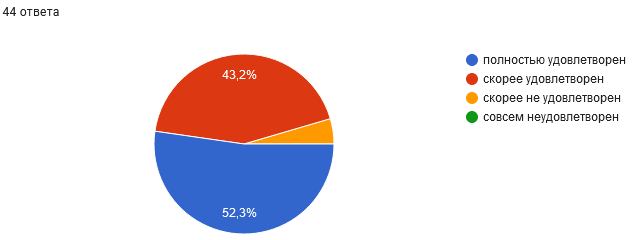 44 ответа
43,2%
52,3%
полностью удовлетворен
скорее удовлетворен
скорее не удовлетворен
совсем неудовлетворен